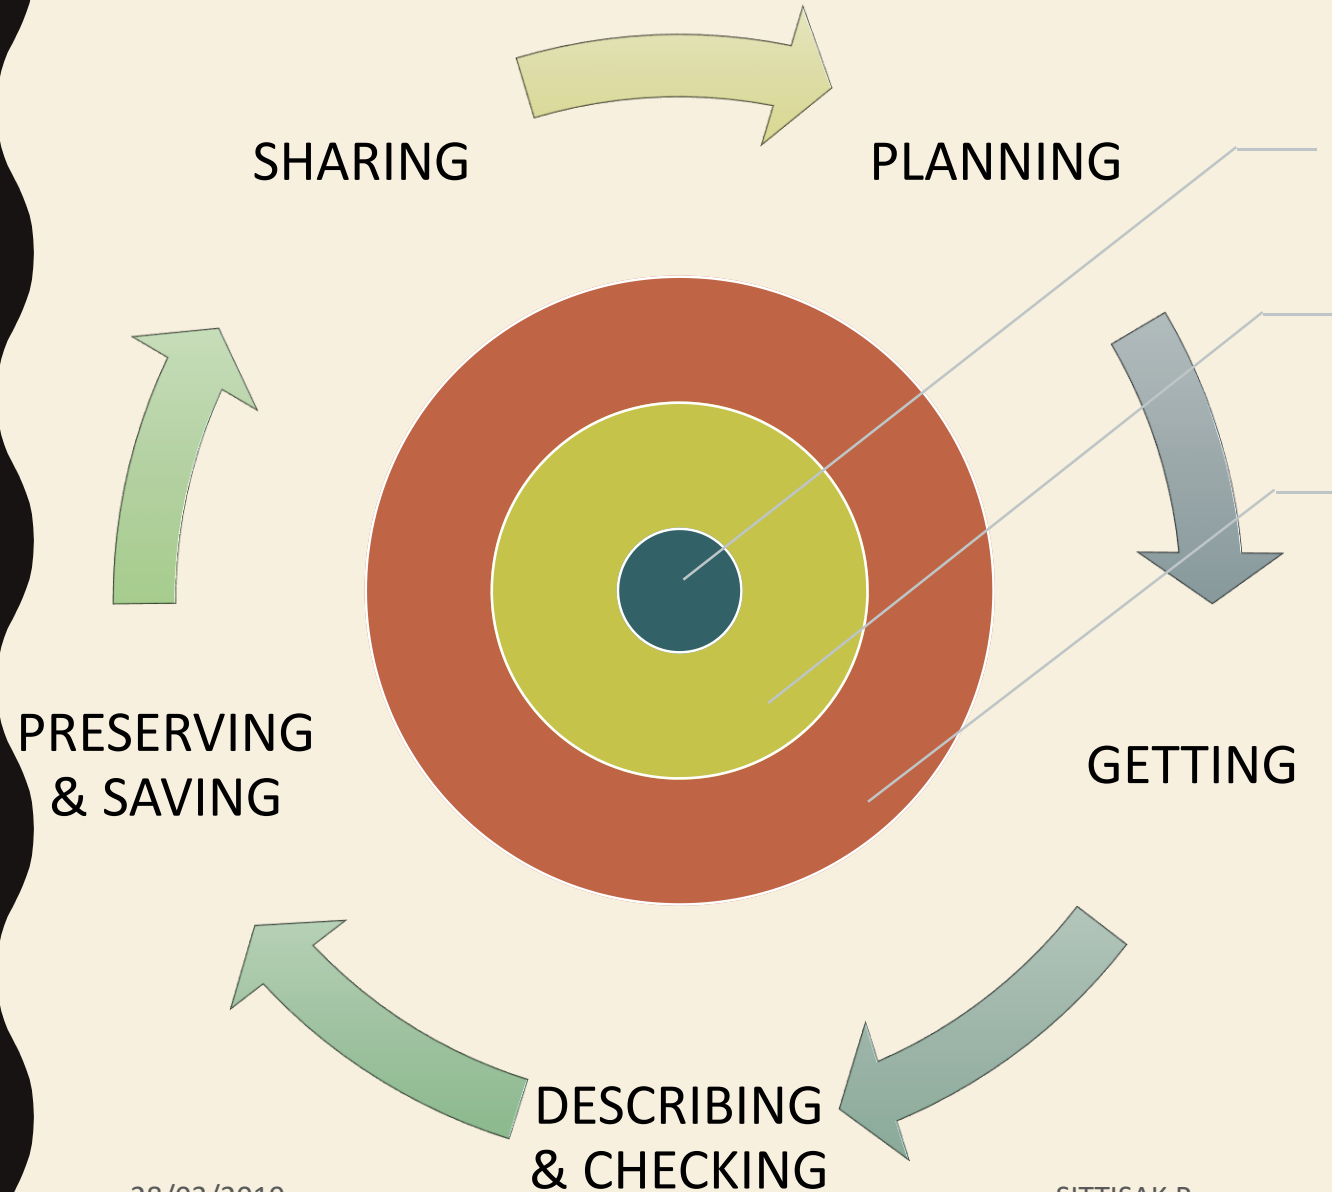 SHARING
PLANNING
PRESERVING
& SAVING
GETTING
DESCRIBING
& CHECKING